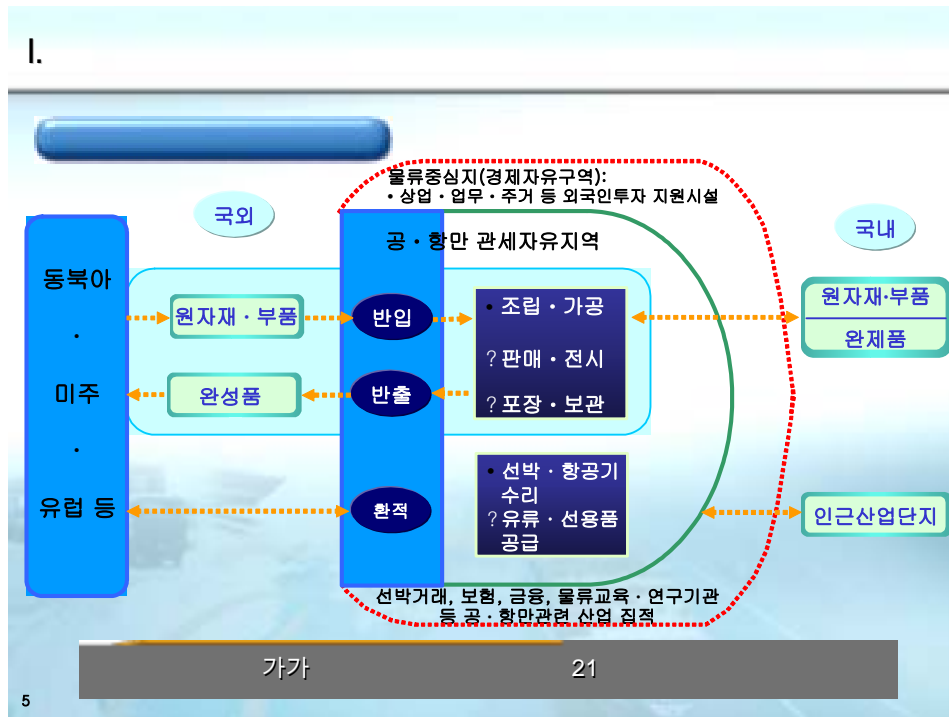 I.
물류중심지(경제자유구역):
• 상업・업무・주거 등 외국인투자 지원시설
국외
국내
공・항만 관세자유지역
동북아
・
미주
・
유럽 등
원자재・부품
반입
• 조립・가공
?판매・전시
?포장・보관
원자재·부품
완제품
완성품
반출
환적
• 선박・항공기
수리
?유류・선용품
공급
인근산업단지
선박거래, 보험, 금융, 물류교육・연구기관
등 공・항만관련 산업 집적
가가 21
5